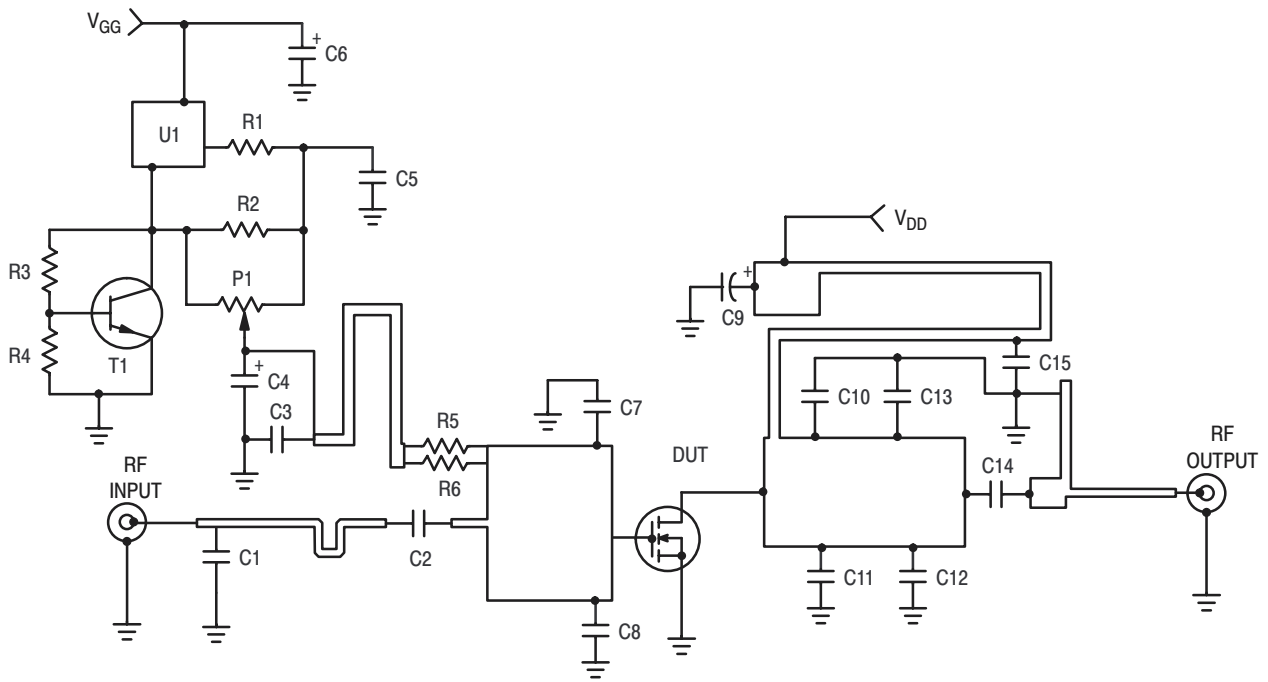 VGG
+
C6
U1
R1
C5
R2
VDD
R3
P1
+
C9
R4
T1
+
C4
C15
C10
C13
C3
C7
R5
RF
INPUT
R6
DUT
C14
RF
OUTPUT
C1
C2
C11
C12
C8